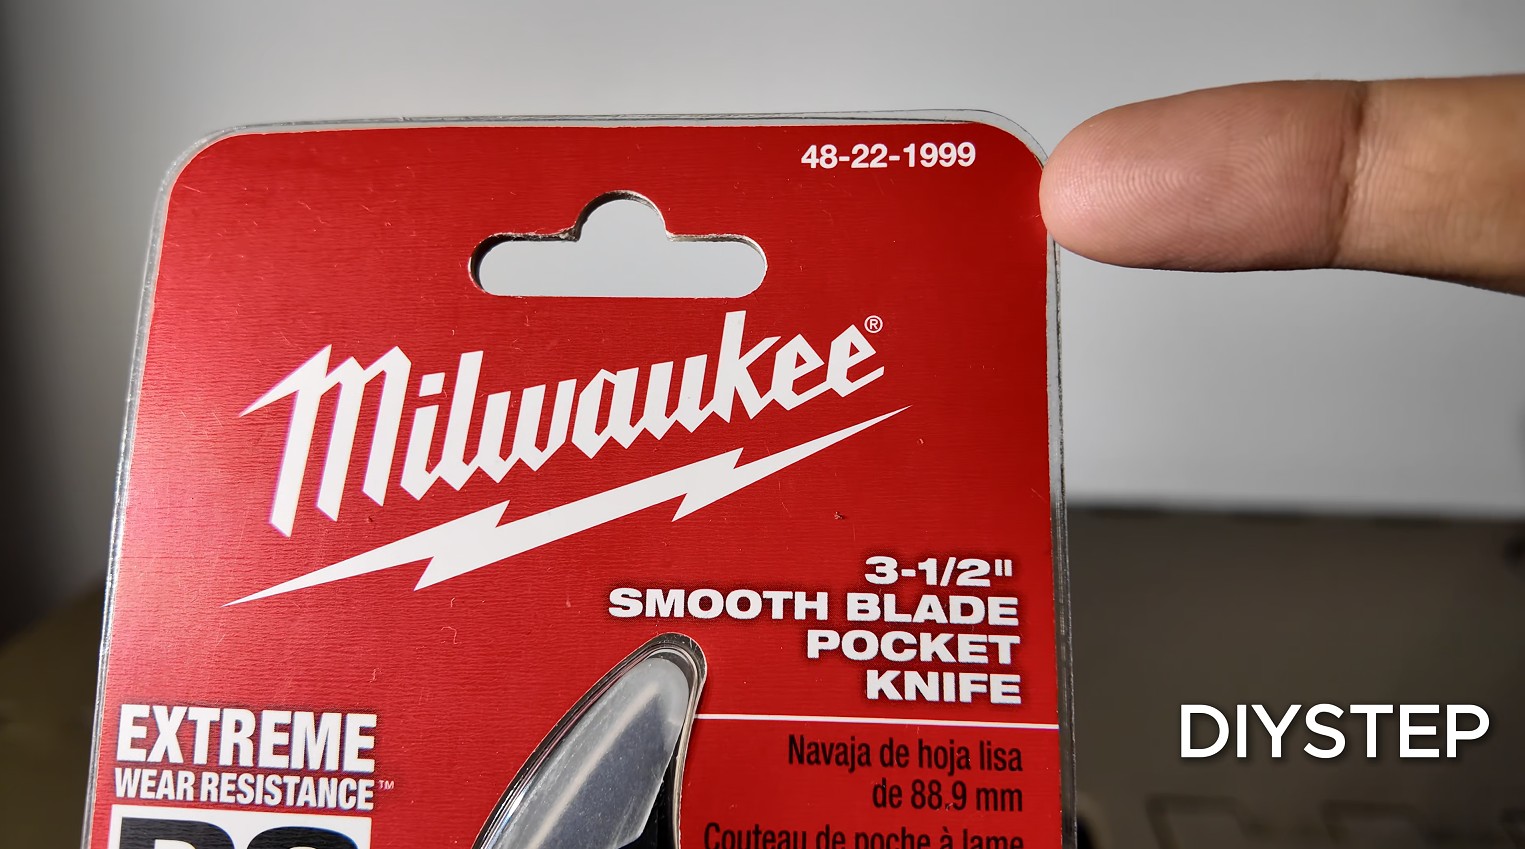 48-22-1999
Milwaukee®
3-1/2"
SMOOTH BLADE
POCKET
KNIFE
Navaja de hoja lisa
de 88.9 mm
Couteau de poche à lame
EXTREME
WEAR RESISTANCE™
DIYSTEP